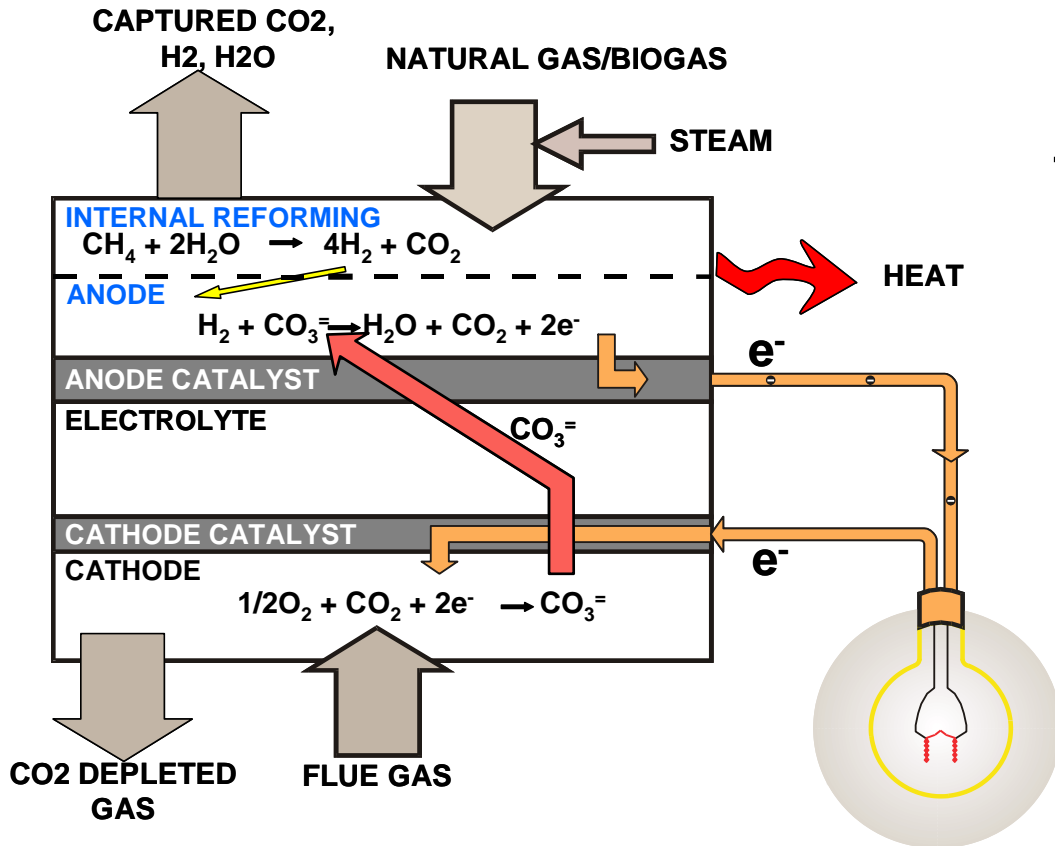 CAPTURED CO2,
H2, H2O
NATURAL GAS/BIOGAS
STEAM
INTERNAL REFORMING
CH₄ + 2H₂O → 4H₂ + CO₂
HEAT
ANODE
H₂ + CO₃⁼ → H₂O + CO₂ + 2e⁻
e⁻
ANODE CATALYST
ELECTROLYTE
CO₃⁼
CATHODE CATALYST
e⁻
CATHODE
1/2O₂ + CO₂ + 2e⁻ → CO₃⁼
CO2 DEPLETED
GAS
FLUE GAS